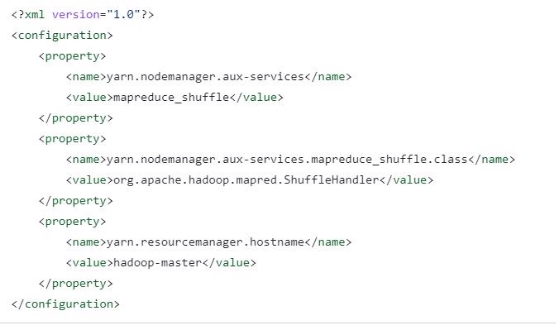 <?xml version="1.0"?>
<configuration>
    <property>
        <name>yarn.nodemanager.aux-services</name>
        <value>mapreduce_shuffle</value>
    </property>
    <property>
        <name>yarn.nodemanager.aux-services.mapreduce_shuffle.class</name>
        <value>org.apache.hadoop.mapred.ShuffleHandler</value>
    </property>
    <property>
        <name>yarn.resourcemanager.hostname</name>
        <value>hadoop-master</value>
    </property>
</configuration>